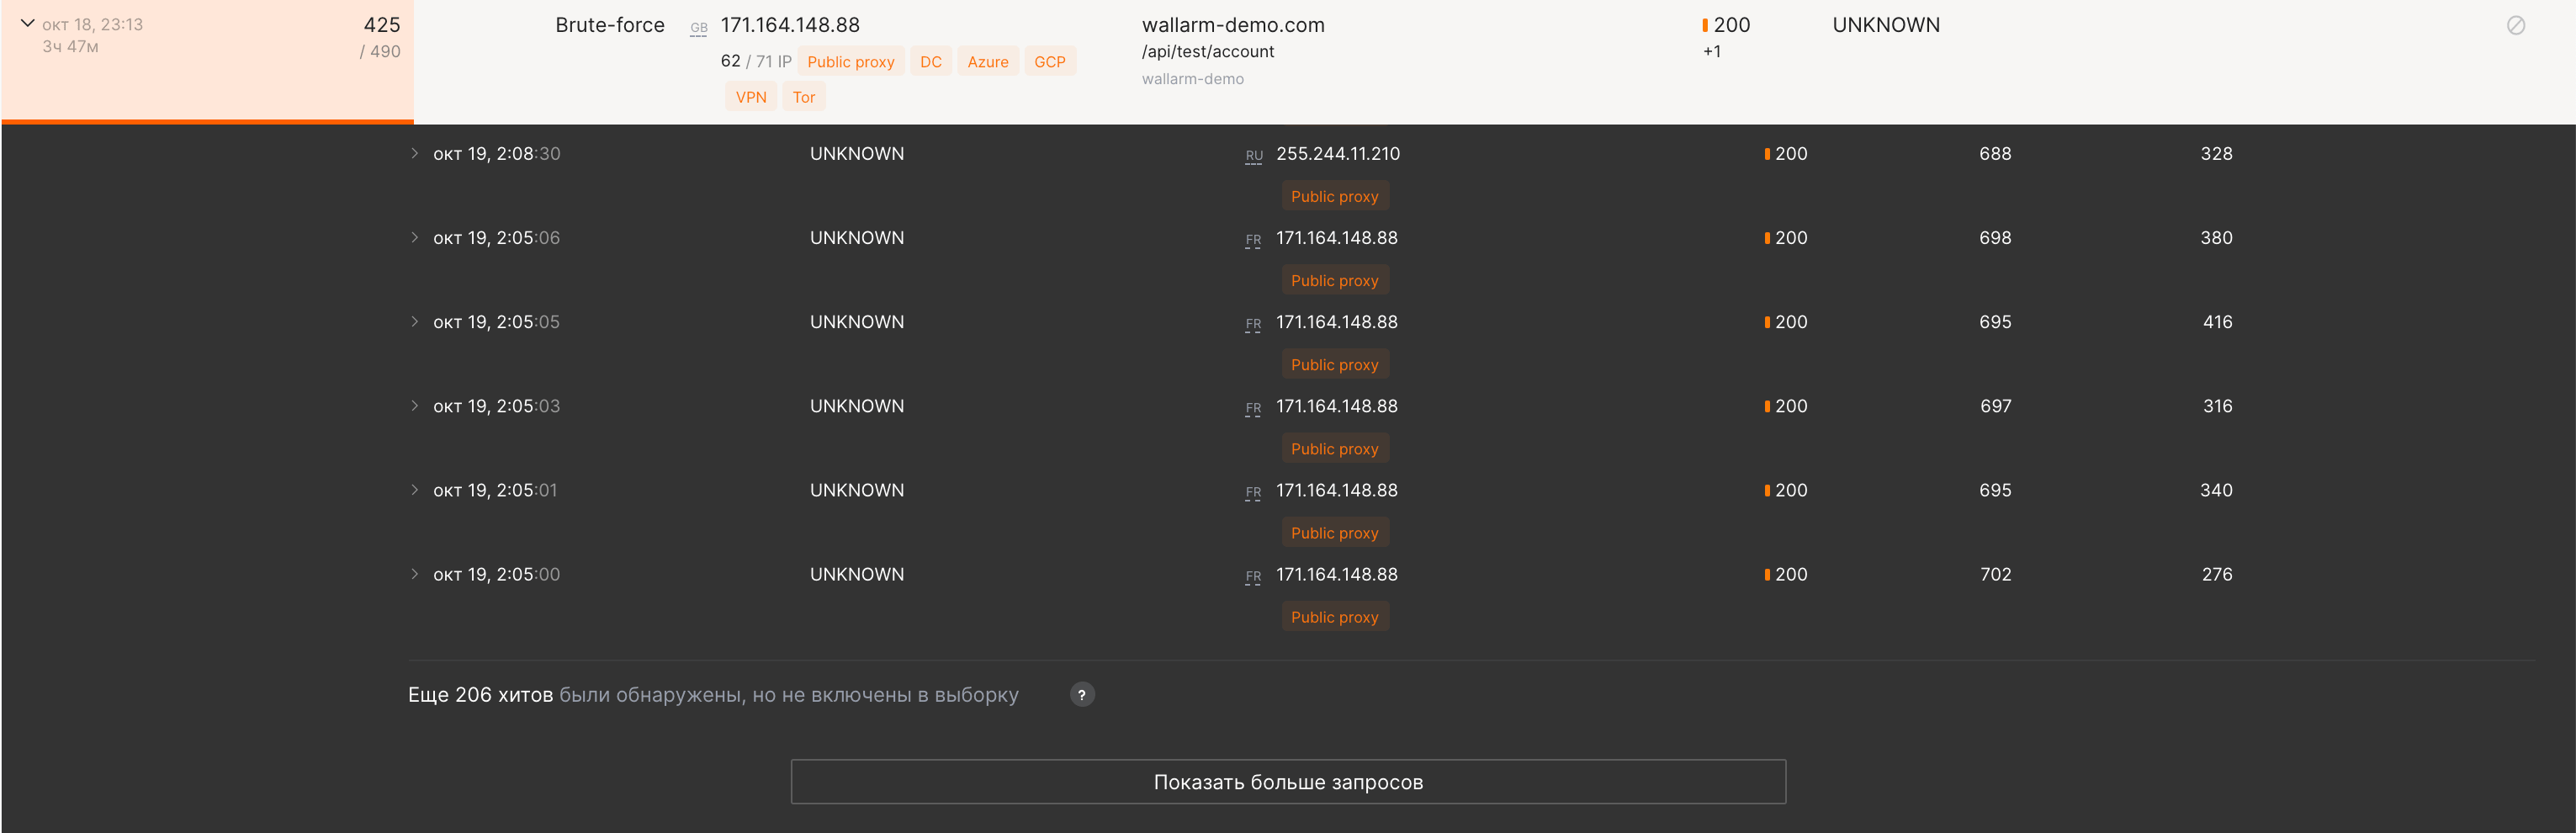 окт 18, 23:13 425 Brute-force GB 171.164.148.88 wallarm-demo.com 200 UNKNOWN
3ч 47м / 490 62 / 71 IP Public proxy DC Azure GCP /api/test/account +1
wallarm-demo
VPN Tor
окт 19, 2:08:30 UNKNOWN RU 255.244.11.210 200 688 328
Public proxy
окт 19, 2:05:06 UNKNOWN FR 171.164.148.88 200 698 380
Public proxy
окт 19, 2:05:05 UNKNOWN FR 171.164.148.88 200 695 416
Public proxy
окт 19, 2:05:03 UNKNOWN FR 171.164.148.88 200 697 316
Public proxy
окт 19, 2:05:01 UNKNOWN FR 171.164.148.88 200 695 340
Public proxy
окт 19, 2:05:00 UNKNOWN FR 171.164.148.88 200 702 276
Public proxy
Еще 206 хитов были обнаружены, но не включены в выборку ?
Показать больше запросов